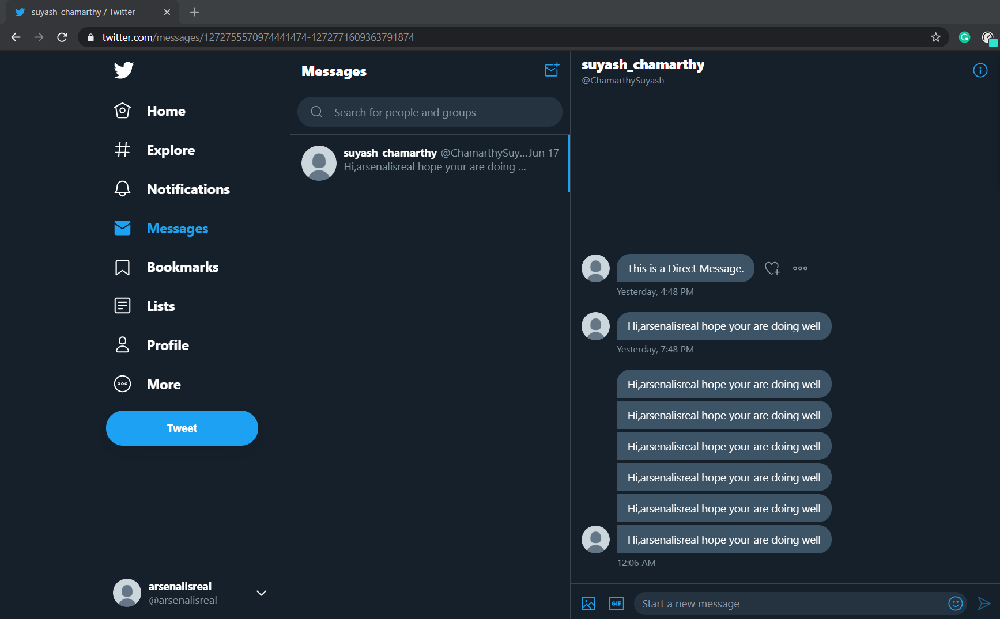 suyash_chamarthy / Twitter
twitter.com/messages/1272755570974441474-1272771609363791874
Home
Explore
Notifications
Messages
Bookmarks
Lists
Profile
More
Tweet
arsenalisreal
@arsenalisreal
Messages
Search for people and groups
suyash_chamarthy @ChamarthySuy...Jun 17
Hi,arsenalisreal hope your are doing ...
suyash_chamarthy
@ChamarthySuyash
This is a Direct Message.
Yesterday, 4:48 PM
Hi,arsenalisreal hope your are doing well
Yesterday, 7:48 PM
Hi,arsenalisreal hope your are doing well
Hi,arsenalisreal hope your are doing well
Hi,arsenalisreal hope your are doing well
Hi,arsenalisreal hope your are doing well
Hi,arsenalisreal hope your are doing well
Hi,arsenalisreal hope your are doing well
12:06 AM
GIF
Start a new message